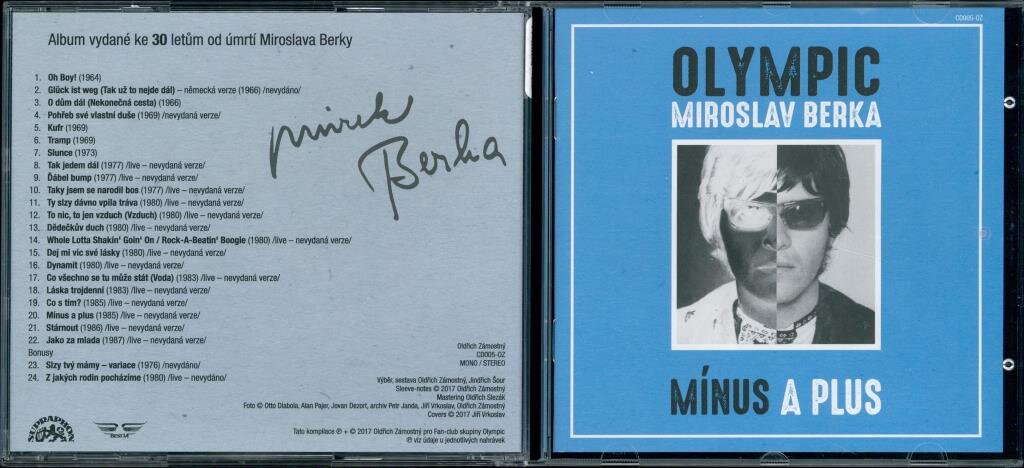 Album vydané ke 30 letům od úmrtí Miroslava Berky
1. Oh Boy! (1964)
2. Glück ist weg (Tak už to nejde dál) – německá verze (1966) /nevydáno/
3. O dům dál (Nekonečná cesta) (1966)
4. Pohřeb své vlastní duše (1969) /nevydaná verze/
5. Kufr (1969)
6. Tramp (1969)
7. Slunce (1973)
8. Tak jedem dál (1977) /live – nevydaná verze/
9. Ďábel bump (1977) /live – nevydaná verze/
10. Taky jsem se narodil bos (1977) /live – nevydaná verze/
11. Ty slzy dávno vpila tráva (1980) /live – nevydaná verze/
12. To nic, to jen vzduch (Vzduch) (1980) /live – nevydaná verze/
13. Dědečkův duch (1980) /live – nevydaná verze/
14. Whole Lotta Shakin' Goin' On / Rock-A-Beatin' Boogie (1980) /live – nevydaná verze/
15. Dej mi víc své lásky (1980) /live – nevydaná verze/
16. Dynamit (1980) /live – nevydaná verze/
17. Co všechno se tu může stát (Voda) (1983) /live – nevydaná verze/
18. Láska trojdenní (1983) /live – nevydaná verze/
19. Co s tím? (1985) /live – nevydaná verze/
20. Mínus a plus (1985) /live – nevydaná verze/
21. Stárnout (1986) /live – nevydaná verze/
22. Jako za mlada (1987) /live – nevydaná verze/
Bonusy
23. Slzy tvý mámy – variace (1976) /nevydáno/
24. Z jakých rodin pocházíme (1980) /live – nevydáno/
mirek
Berka
Oldřich Zámostný
CD005-OZ
MONO / STEREO
Výběr, sestava Oldřich Zámostný, Jindřich Šour
Sleeve-notes © 2017 Oldřich Zámostný
Mastering Oldřich Slezák
Foto © Otto Dlabola, Alan Pajer, Jovan Dezort, archiv Petr Janda, Jiří Vrkoslav, Oldřich Zámostný
Covers © 2017 Jiří Vrkoslav
Tato kompilace ℗ + © 2017 Oldřich Zámostný pro Fan-club skupiny Olympic
℗ viz údaje u jednotlivých nahrávek
SUPRAPHON
BESTIA
CD005-OZ
OLYMPIC
MIROSLAV BERKA
MÍNUS A PLUS